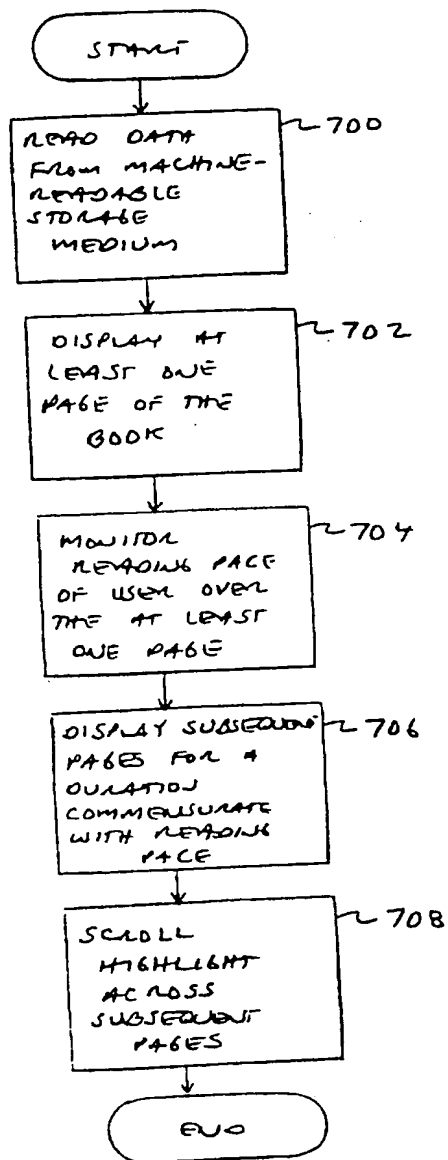 START
READ DATA
FROM MACHINE-
READABLE
STORAGE
MEDIUM
700
DISPLAY AT
LEAST ONE
PAGE OF THE
BOOK
702
MONITOR
READING PACE
OF USER OVER
THE AT LEAST
ONE PAGE
704
DISPLAY SUBSEQUENT
PAGES FOR A
DURATION
COMMENSURATE
WITH READING
PACE
706
SCROLL
HIGHLIGHT
ACROSS
SUBSEQUENT
PAGES
708
END